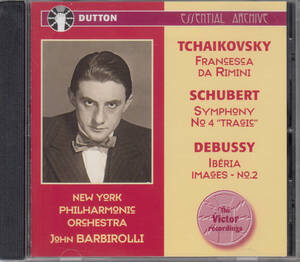 DUTTON
ESSENTIAL ARCHIVE
TCHAIKOVSKY
FRANCESCA
DA RIMINI
SCHUBERT
SYMPHONY
No 4 "TRAGIC"
DEBUSSY
IBÉRIA
IMAGES - No.2
NEW YORK
PHILHARMONIC
ORCHESTRA
JOHN BARBIROLLI
The
Victor
recordings